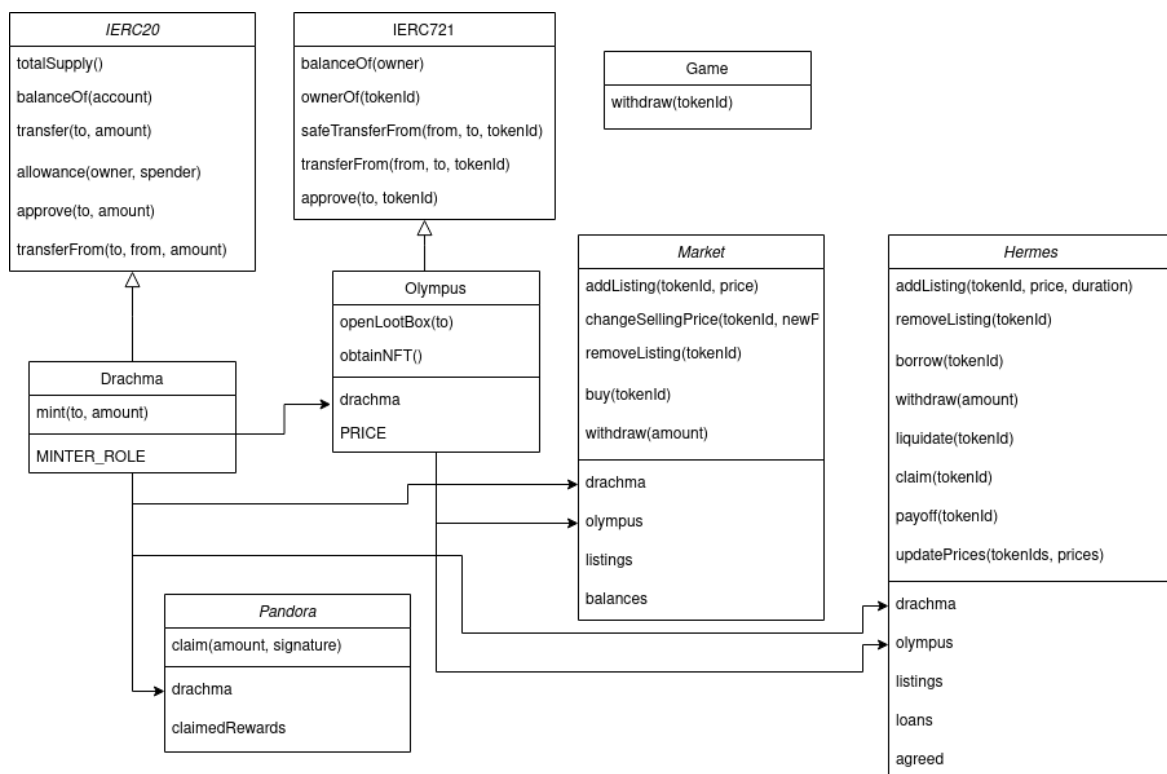 IERC20
totalSupply()
balanceOf(account)
transfer(to, amount)
allowance(owner, spender)
approve(to, amount)
transferFrom(to, from, amount)
IERC721
balanceOf(owner)
ownerOf(tokenId)
safeTransferFrom(from, to, tokenId)
transferFrom(from, to, tokenId)
approve(to, tokenId)
Game
withdraw(tokenId)
Drachma
mint(to, amount)
MINTER_ROLE
Olympus
openLootBox(to)
obtainNFT()
drachma
PRICE
Market
addListing(tokenId, price)
changeSellingPrice(tokenId, newP
removeListing(tokenId)
buy(tokenId)
withdraw(amount)
drachma
olympus
listings
balances
Hermes
addListing(tokenId, price, duration)
removeListing(tokenId)
borrow(tokenId)
withdraw(amount)
liquidate(tokenId)
claim(tokenId)
payoff(tokenId)
updatePrices(tokenIds, prices)
drachma
olympus
listings
loans
agreed
Pandora
claim(amount, signature)
drachma
claimedRewards